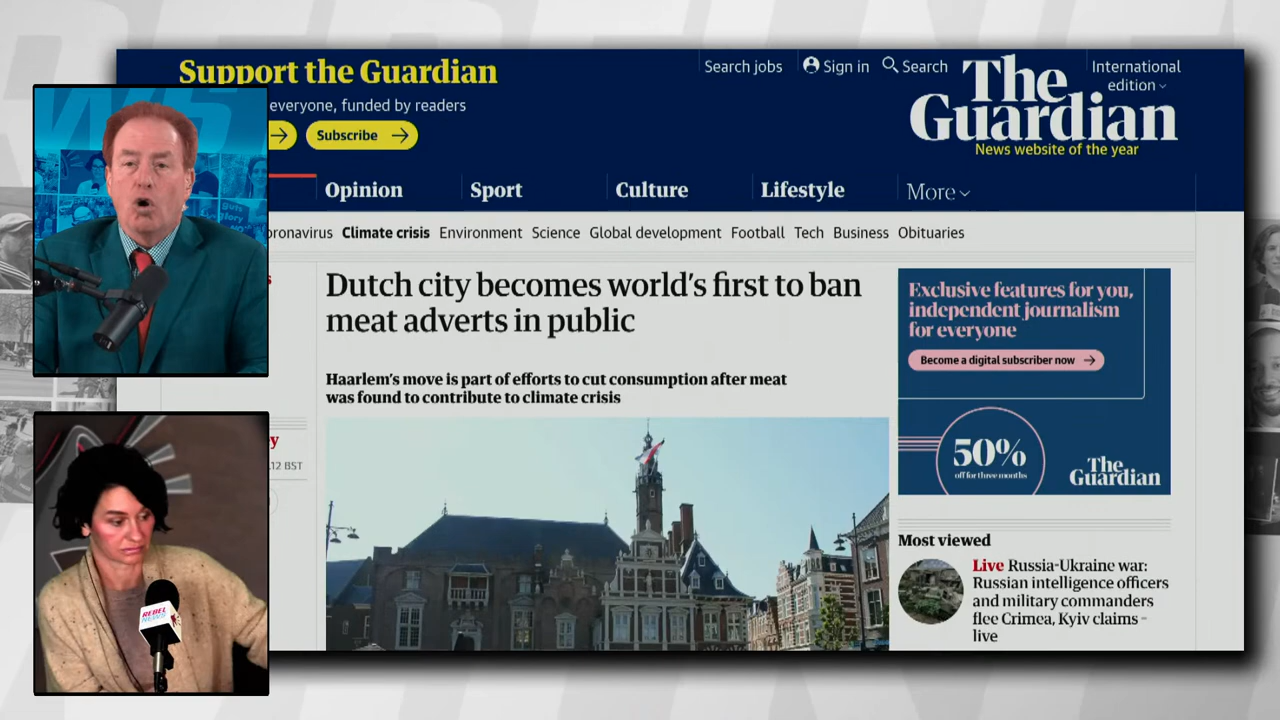 Support the Guardian
everyone, funded by readers
Subscribe
Search jobs
Sign in
Search
International
edition
The
Guardian
News website of the year
Opinion
Sport
Culture
Lifestyle
More
Climate crisis
Environment
Science
Global development
Football
Tech
Business
Obituaries
Dutch city becomes world's first to ban
meat adverts in public
Haarlem's move is part of efforts to cut consumption after meat
was found to contribute to climate crisis
12 BST
Exclusive features for you,
independent journalism
for everyone
Become a digital subscriber now
50%
off for three months
The
Guardian
Most viewed
Live Russia-Ukraine war:
Russian intelligence officers
and military commanders
flee Crimea, Kyiv claims –
live
REBEL
NEWS